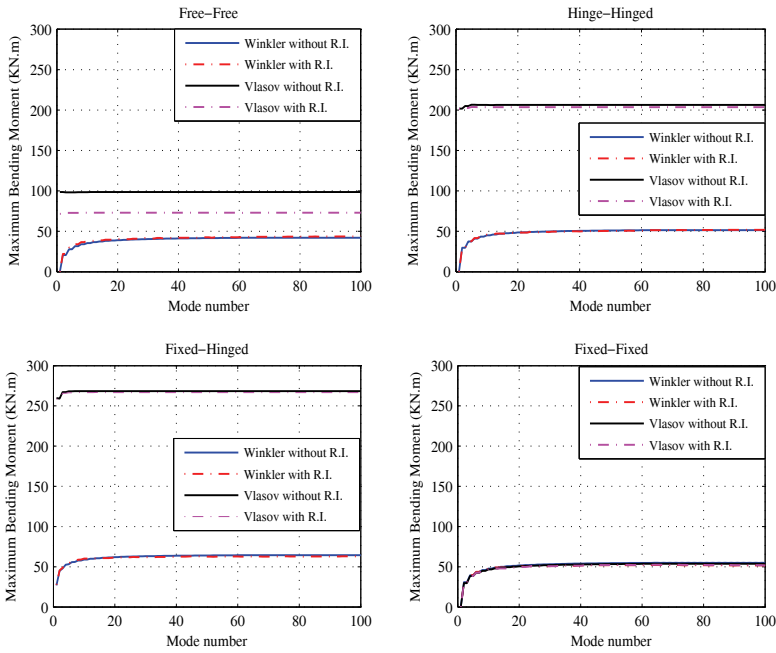 Free–Free
Maximum Bending Moment (KN.m)
300
250
200
150
100
50
0
0 20 40 60 80 100
Mode number
Winkler without R.I.
Winkler with R.I.
Vlasov without R.I.
Vlasov with R.I.
Hinge–Hinged
Maximum Bending Moment (KN.m)
300
250
200
150
100
50
0
0 20 40 60 80 100
Mode number
Winkler without R.I.
Winkler with R.I.
Vlasov without R.I.
Vlasov with R.I.
Fixed–Hinged
Maximum Bending Moment (KN.m)
300
250
200
150
100
50
0
0 20 40 60 80 100
Mode number
Winkler without R.I.
Winkler with R.I.
Vlasov without R.I.
Vlasov with R.I.
Fixed–Fixed
Maximum Bending Moment (KN.m)
300
250
200
150
100
50
0
0 20 40 60 80 100
Mode number
Winkler without R.I.
Winkler with R.I.
Vlasov without R.I.
Vlasov with R.I.